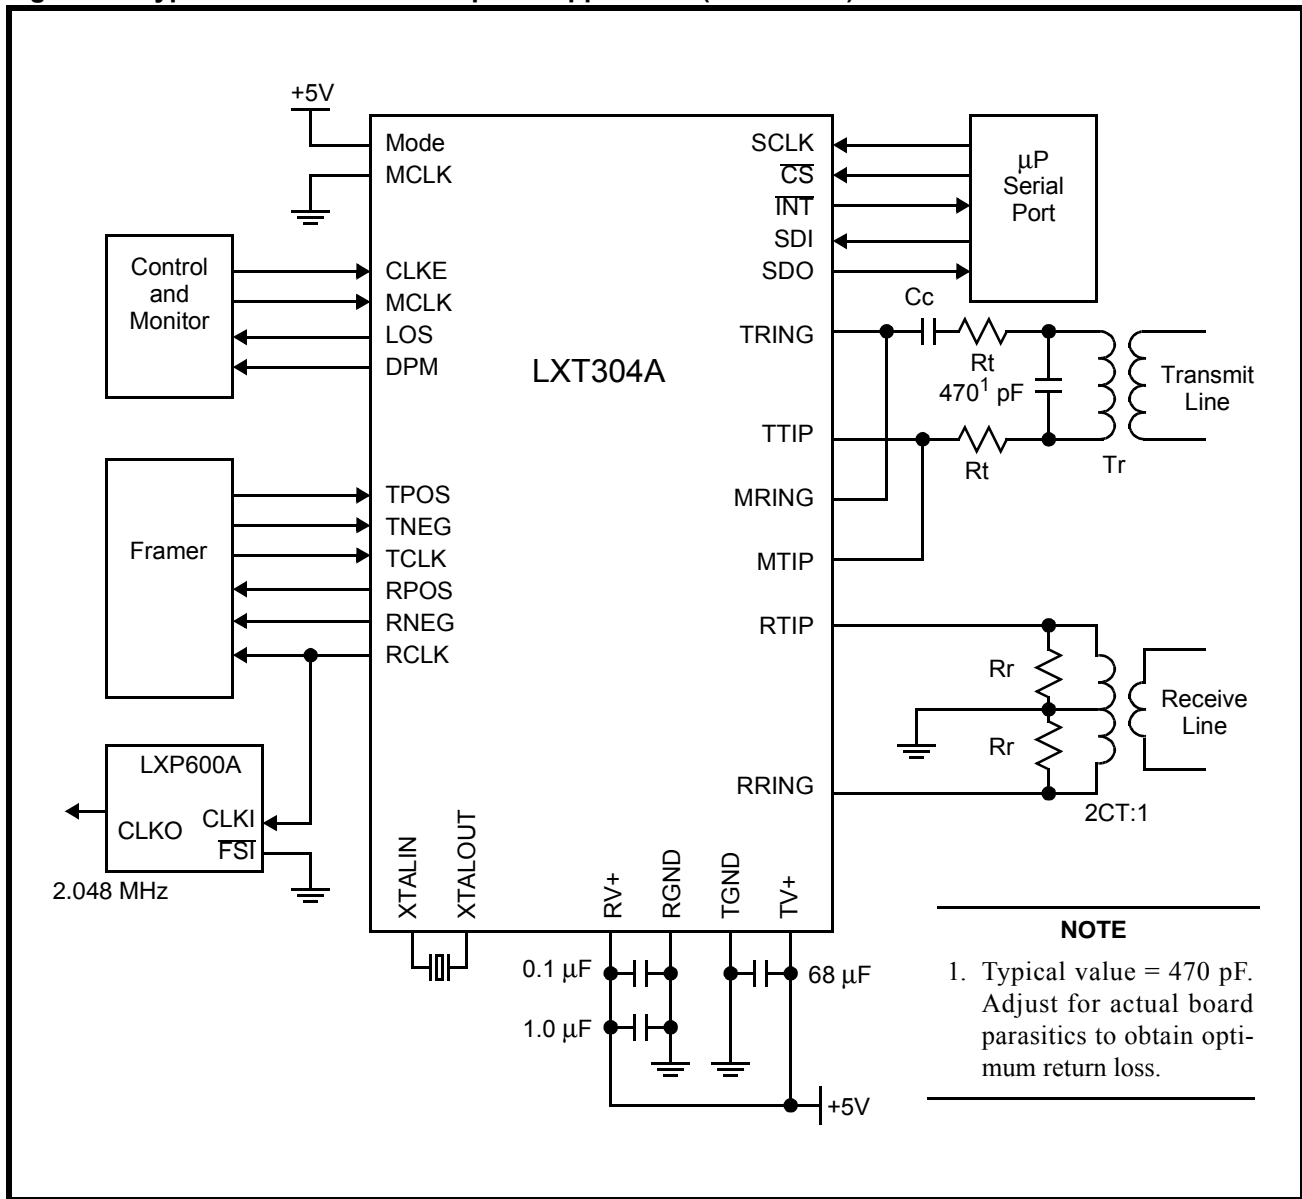 +5V
Mode
MCLK
SCLK
CS
INT
SDI
SDO
µP
Serial
Port
Control
and
Monitor
CLKE
MCLK
LOS
DPM
LXT304A
TRING
Cc
Rt
470¹ pF
Transmit
Line
TTIP
Rt
Tr
MRING
MTIP
Framer
TPOS
TNEG
TCLK
RPOS
RNEG
RCLK
RTIP
Rr
Rr
Receive
Line
RRING
2CT:1
LXP600A
CLKO
CLKI
FSI
2.048 MHz
XTALIN
XTALOUT
RV+
RGND
TGND
TV+
0.1 µF
1.0 µF
68 µF
+5V
NOTE
1. Typical value = 470 pF.
Adjust for actual board
parasitics to obtain opti-
mum return loss.